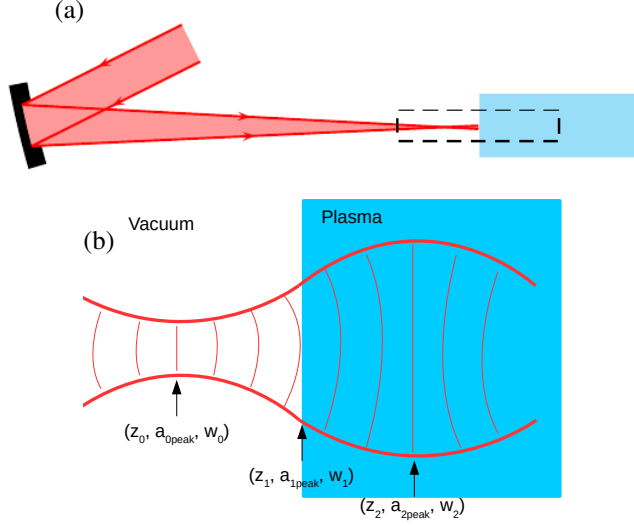 (a)
Vacuum
Plasma
(b)
(z0, a0peak, w0)
(z1, a1peak, w1)
(z2, a2peak, w2)